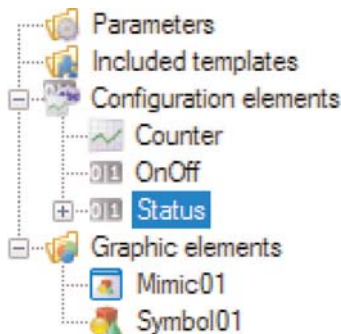 Parameters
Included templates
Configuration elements
Counter
OnOff
Status
Graphic elements
Mimic01
Symbol01